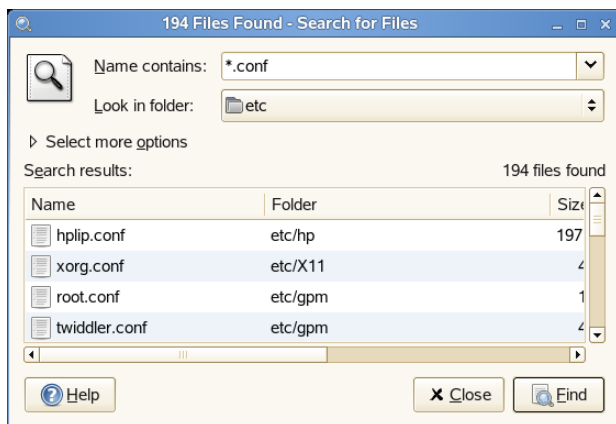 194 Files Found - Search for Files
Name contains: *.conf
Look in folder: etc
Select more options
Search results: 194 files found
Name Folder Size
hplip.conf etc/hp 197
xorg.conf etc/X11
root.conf etc/gpm 1
twiddler.conf etc/gpm
Help Close Find